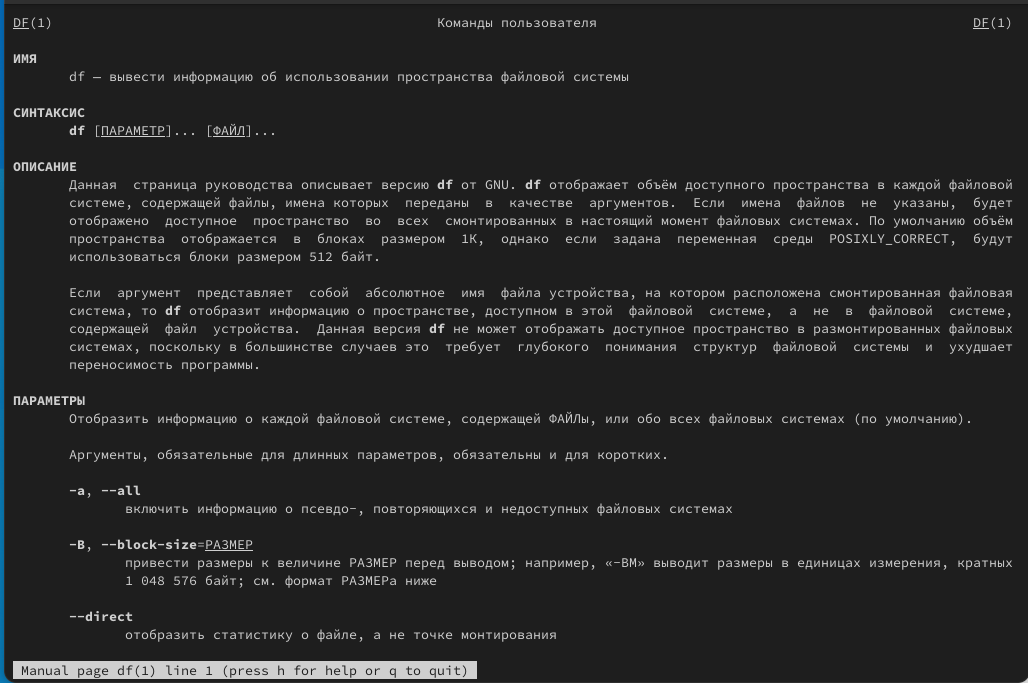 DF(1) Команды пользователя DF(1)
ИМЯ
df — вывести информацию об использовании пространства файловой системы
СИНТАКСИС
df [ПАРАМЕТР]... [ФАЙЛ]...
ОПИСАНИЕ
Данная страница руководства описывает версию df от GNU. df отображает объём доступного пространства в каждой файловой
системе, содержащей файлы, имена которых переданы в качестве аргументов. Если имена файлов не указаны, будет
отображено доступное пространство во всех смонтированных в настоящий момент файловых системах. По умолчанию объём
пространства отображается в блоках размером 1K, однако если задана переменная среды POSIXLY_CORRECT, будут
использоваться блоки размером 512 байт.
Если аргумент представляет собой абсолютное имя файла устройства, на котором расположена смонтированная файловая
система, то df отобразит информацию о пространстве, доступном в этой файловой системе, а не в файловой системе,
содержащей файл устройства. Данная версия df не может отображать доступное пространство в размонтированных файловых
системах, поскольку в большинстве случаев это требует глубокого понимания структур файловой системы и ухудшает
переносимость программы.
ПАРАМЕТРЫ
Отобразить информацию о каждой файловой системе, содержащей ФАЙЛы, или обо всех файловых системах (по умолчанию).
Аргументы, обязательные для длинных параметров, обязательны и для коротких.
-a, --all
включить информацию о псевдо-, повторяющихся и недоступных файловых системах
-B, --block-size=РАЗМЕР
привести размеры к величине РАЗМЕР перед выводом; например, «-BM» выводит размеры в единицах измерения, кратных
1 048 576 байт; см. формат РАЗМЕРа ниже
--direct
отобразить статистику о файле, а не точке монтирования
Manual page df(1) line 1 (press h for help or q to quit)